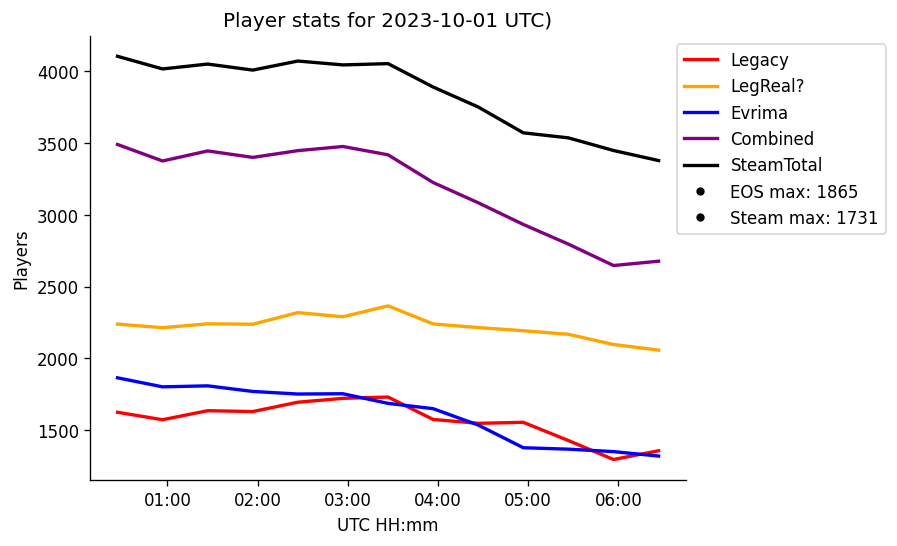 Player stats for 2023-10-01 UTC)
4000
3500
3000
2500
2000
1500
Players
01:00 02:00 03:00 04:00 05:00 06:00
UTC HH:mm
Legacy
LegReal?
Evrima
Combined
SteamTotal
EOS max: 1865
Steam max: 1731